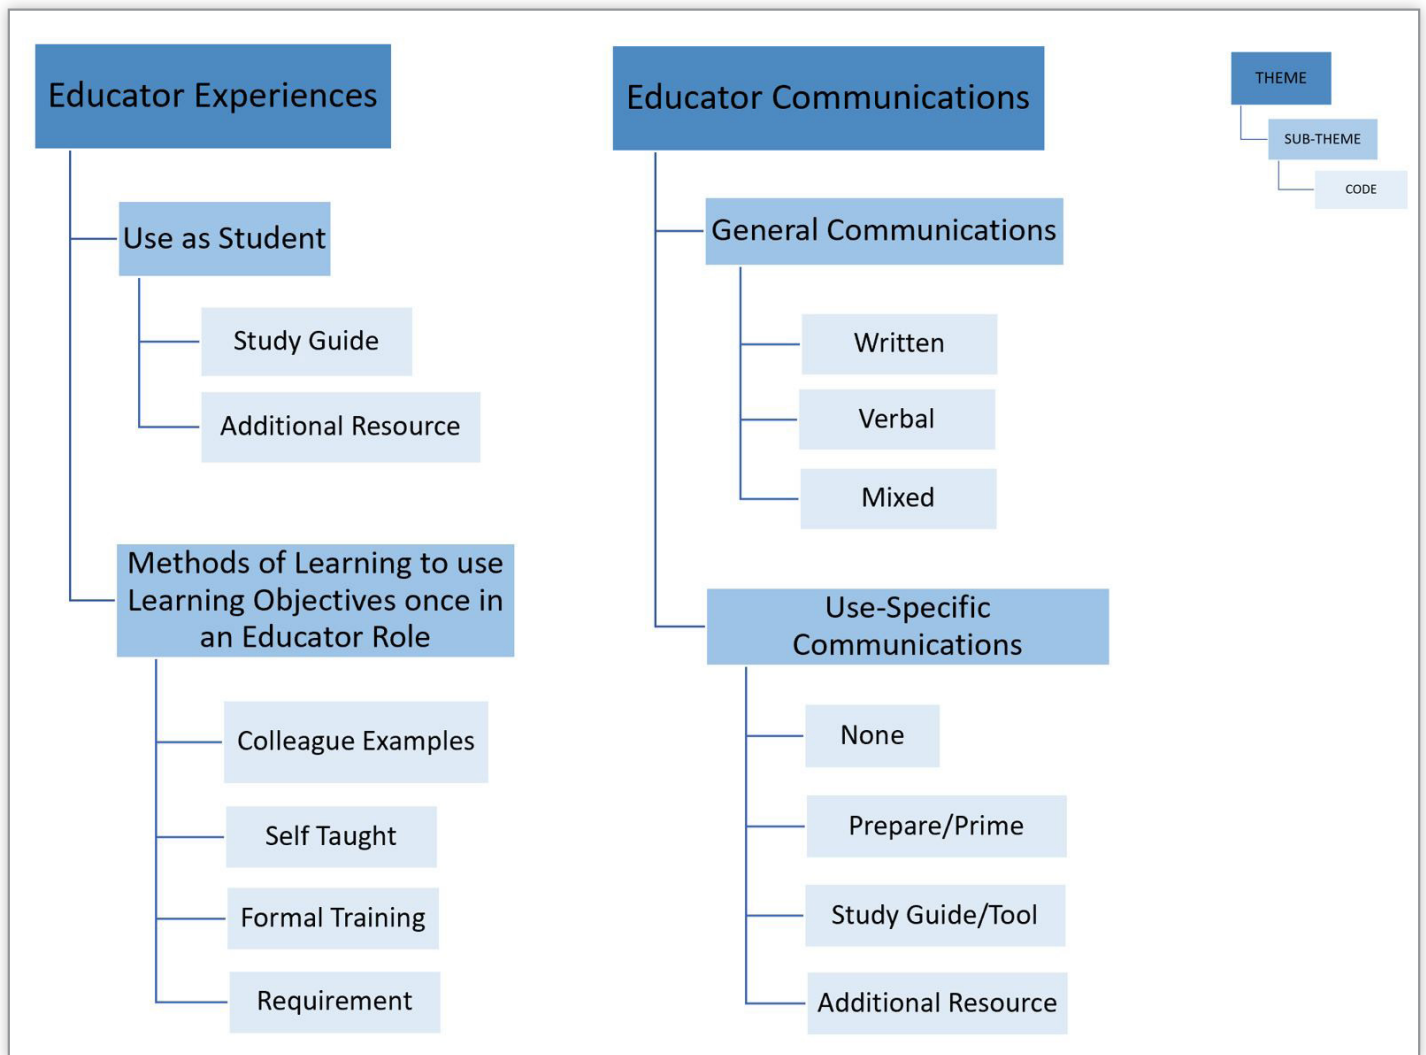 Educator Experiences
Use as Student
Study Guide
Additional Resource
Methods of Learning to use
Learning Objectives once in
an Educator Role
Colleague Examples
Self Taught
Formal Training
Requirement
Educator Communications
General Communications
Written
Verbal
Mixed
Use-Specific
Communications
None
Prepare/Prime
Study Guide/Tool
Additional Resource
THEME
SUB-THEME
CODE